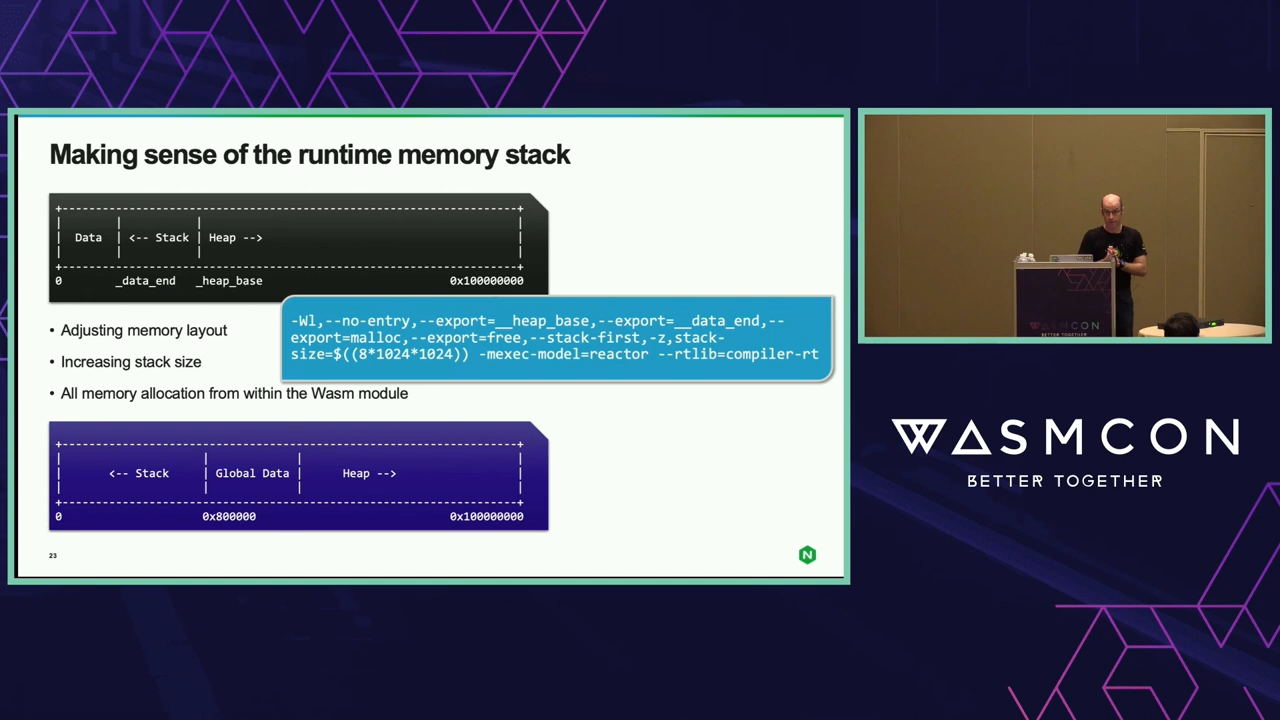 Making sense of the runtime memory stack
Data <-- Stack Heap -->
0 _data_end _heap_base 0x100000000
• Adjusting memory layout
• Increasing stack size
• All memory allocation from within the Wasm module
-Wl,--no-entry,--export=__heap_base,--export=__data_end,--
export=malloc,--export=free,--stack-first,-z,stack-
size=$((8*1024*1024)) -mexec-model=reactor --rtlib=compiler-rt
<-- Stack Global Data Heap -->
0 0x800000 0x100000000
23
N
WASMCON
BETTER TOGETHER
WASMCON
BETTER TOGETHER